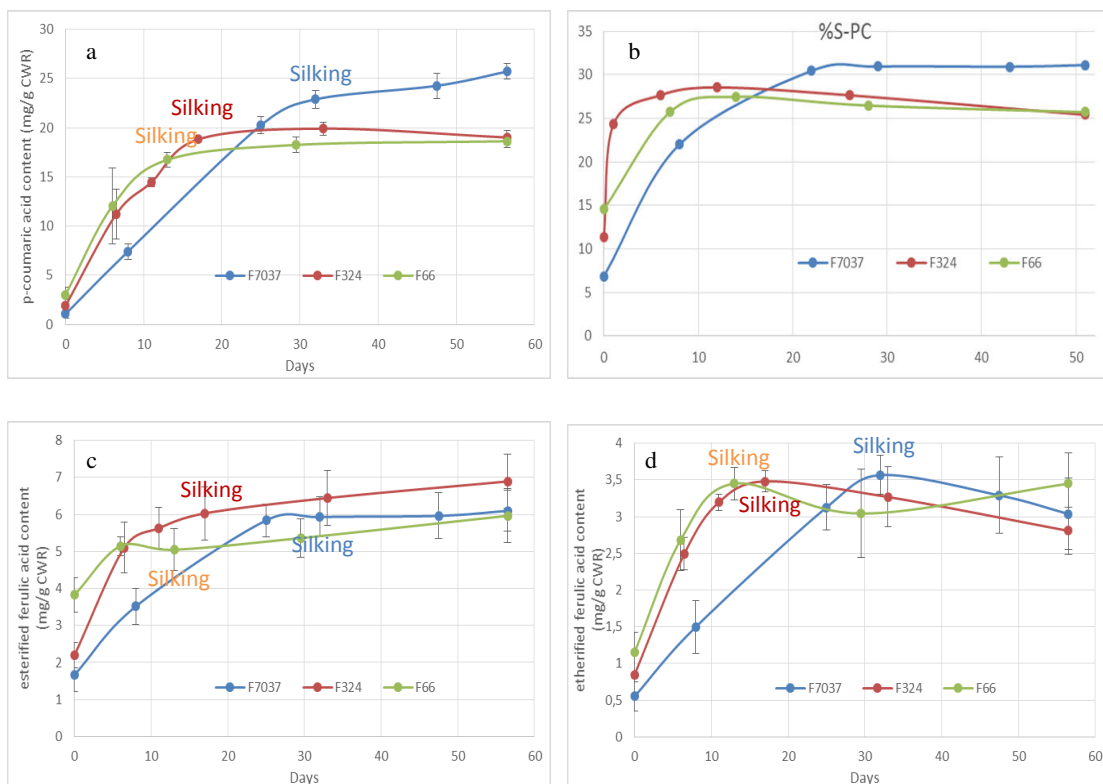 a
Silking
Silking
Silking
p-coumaric acid content (mg/g CWR)
30
25
20
15
10
5
0
F7037 F324 F66
0 10 20 30 40 50 60
Days
b
%S-PC
35
30
25
20
15
10
5
0
F7037 F324 F66
0 10 20 30 40 50
c
Silking
Silking
Silking
esterified ferulic acid content
(mg/g CWR)
8
7
6
5
4
3
2
1
0
F7037 F324 F66
0 10 20 30 40 50 60
Days
d
Silking
Silking
Silking
etherified ferulic acid content
(mg/g CWR)
4
3,5
3
2,5
2
1,5
1
0,5
0
F7037 F324 F66
0 10 20 30 40 50 60
Days